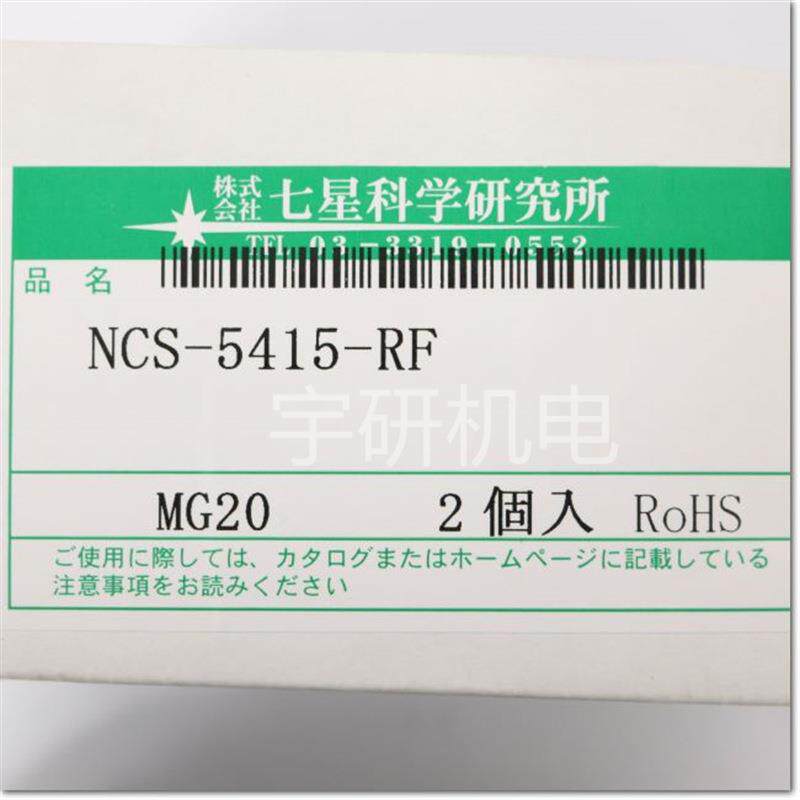 株式会社 七星科学研究所
TEL 03-3319-0552
品名
NCS-5415-RF
宇研机电
MG20 2個入 RoHS
ご使用に際しては、カタログまたはホームページに記載している
注意事項をお読みください